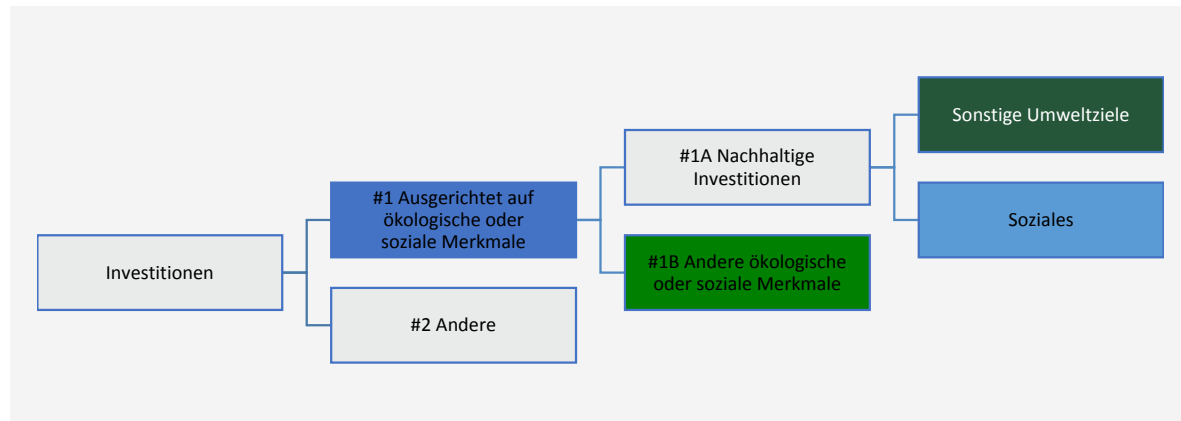 Investitionen
#1 Ausgerichtet auf
ökologische oder
soziale Merkmale
#2 Andere
#1A Nachhaltige
Investitionen
#1B Andere ökologische
oder soziale Merkmale
Sonstige Umweltziele
Soziales